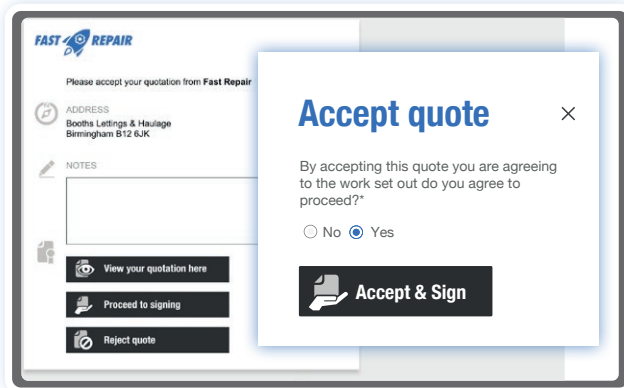 FAST REPAIR
Please accept your quotation from Fast Repair
ADDRESS
Booths Lettings & Haulage
Birmingham B12 6JK
NOTES
View your quotation here
Proceed to signing
Reject quote
Accept quote
By accepting this quote you are agreeing
to the work set out do you agree to
proceed?*
No Yes
Accept & Sign